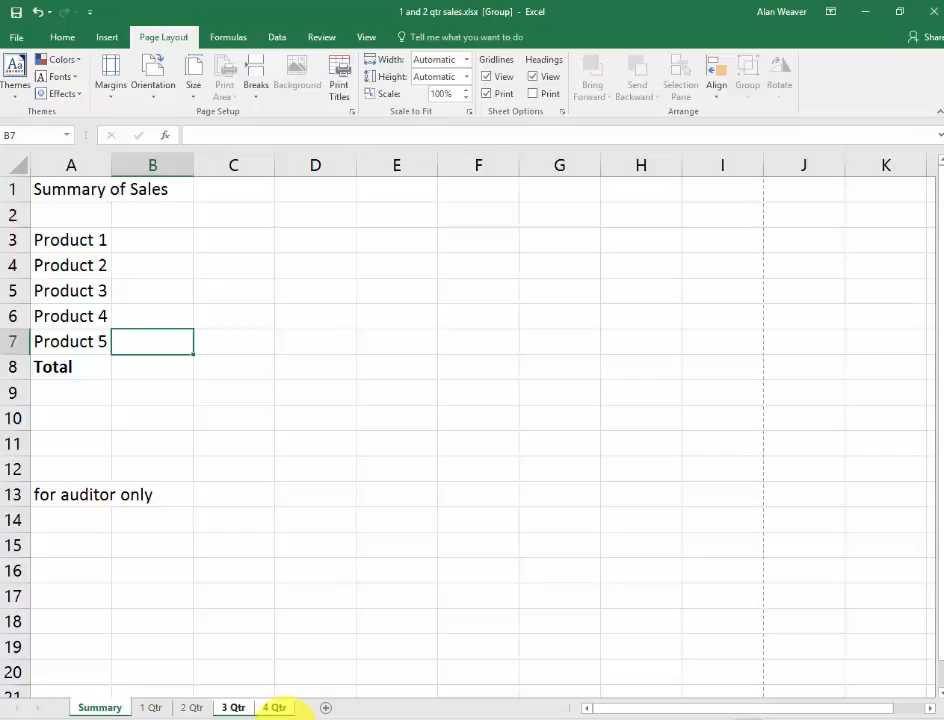 1 and 2 qtr sales.xlsx [Group] - Excel
Alan Weaver
File Home Insert Page Layout Formulas Data Review View Tell me what you want to do Share
Themes
Colors
Fonts
Effects
Themes
Margins
Orientation
Size
Print Area
Breaks
Background
Print Titles
Page Setup
Width: Automatic
Height: Automatic
Scale: 100%
Scale to Fit
Gridlines Headings
View View
Print Print
Sheet Options
Bring Forward
Send Backward
Selection Pane
Align
Group
Rotate
Arrange
B7 fx
A B C D E F G H I J K
1 Summary of Sales
2
3 Product 1
4 Product 2
5 Product 3
6 Product 4
7 Product 5
8 Total
9
10
11
12
13 for auditor only
14
15
16
17
18
19
20
21
Summary 1 Qtr 2 Qtr 3 Qtr 4 Qtr